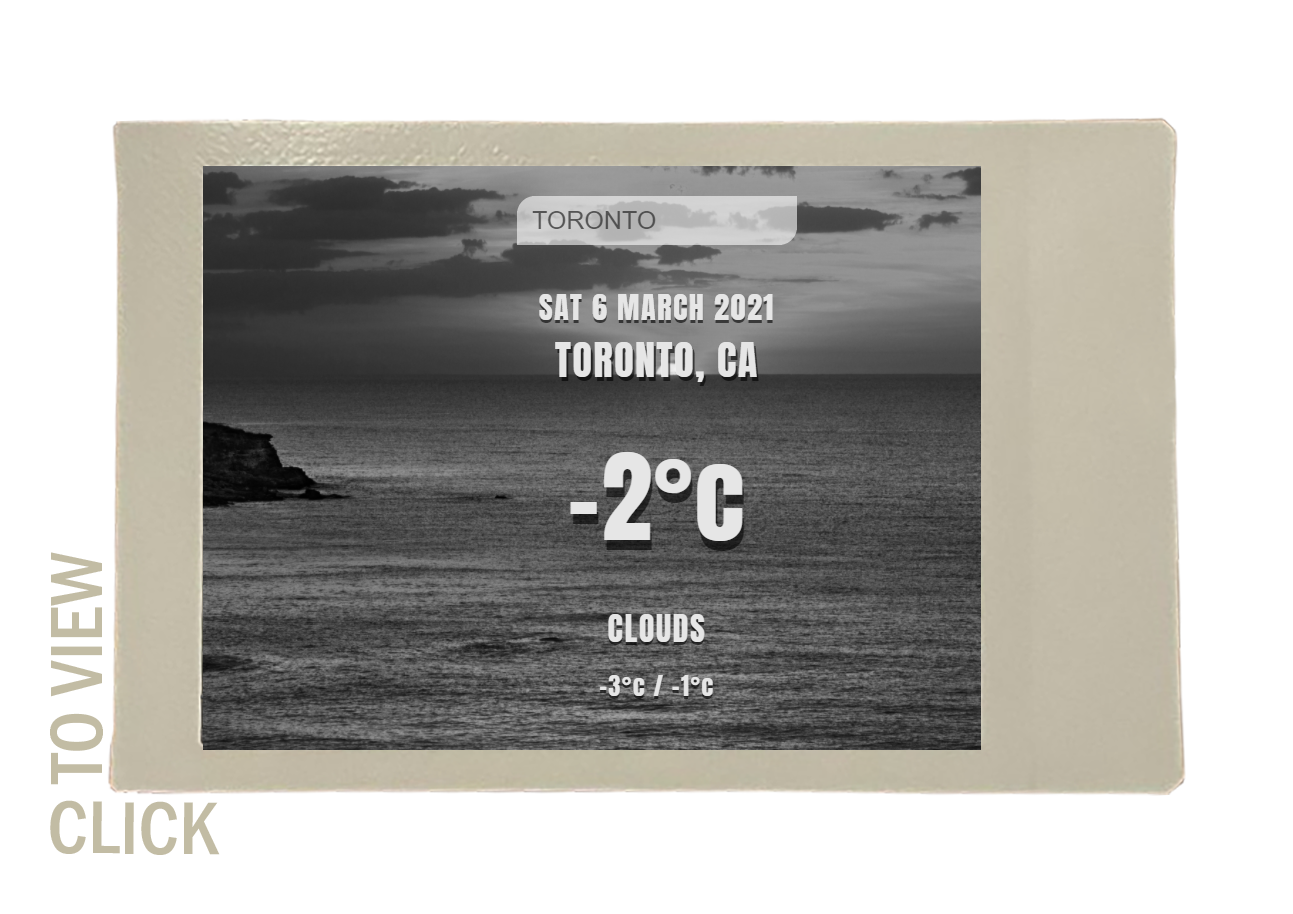 TORONTO
SAT 6 MARCH 2021
TORONTO, CA
-2°C
CLOUDS
-3°C / -1°C
TO VIEW
CLICK